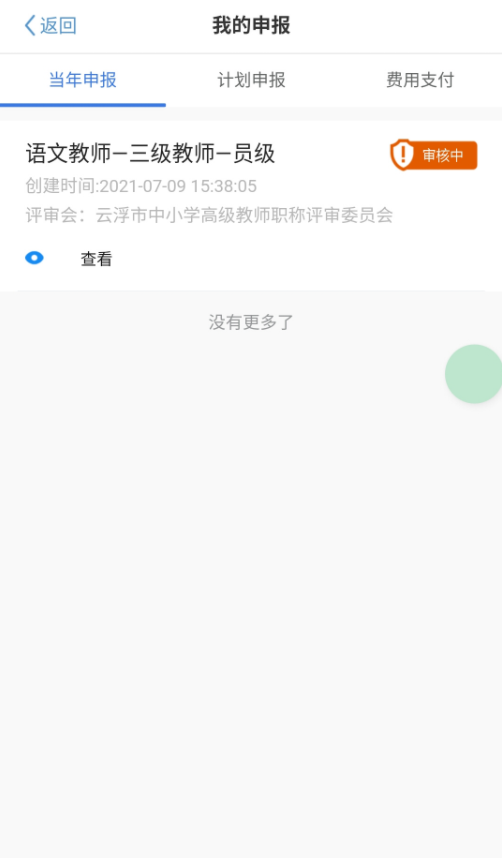 返回
我的申报
当年申报
计划申报
费用支付
语文教师—三级教师—员级
审核中
创建时间:2021-07-09 15:38:05
评审会：云浮市中小学高级教师职称评审委员会
查看
没有更多了